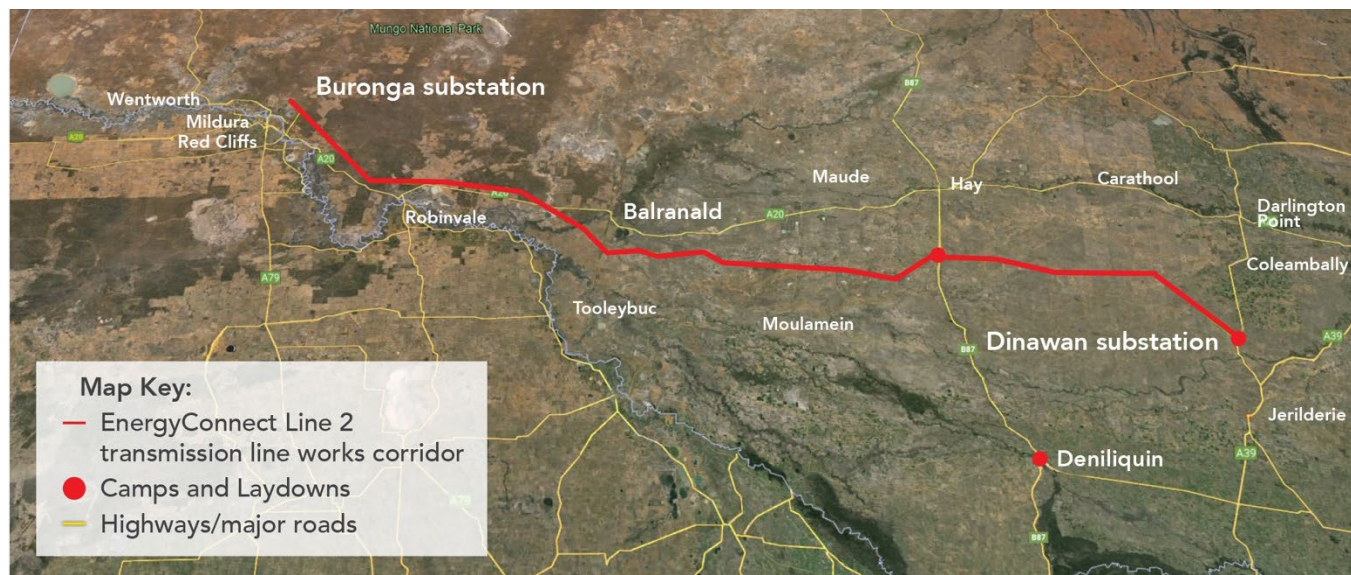 Mungo National Park
Buronga substation
Wentworth
Mildura
Red Cliffs
A20
A20
A20
Robinvale
Balranald
A20
Maude
B87
Hay
Carathool
Darlington
Point
Coleambally
A79
Tooleybuc
Moulamein
B87
Dinawan substation
A39
Jerilderie
Deniliquin
A39
B87
A79
Map Key:
EnergyConnect Line 2
transmission line works corridor
Camps and Laydowns
Highways/major roads